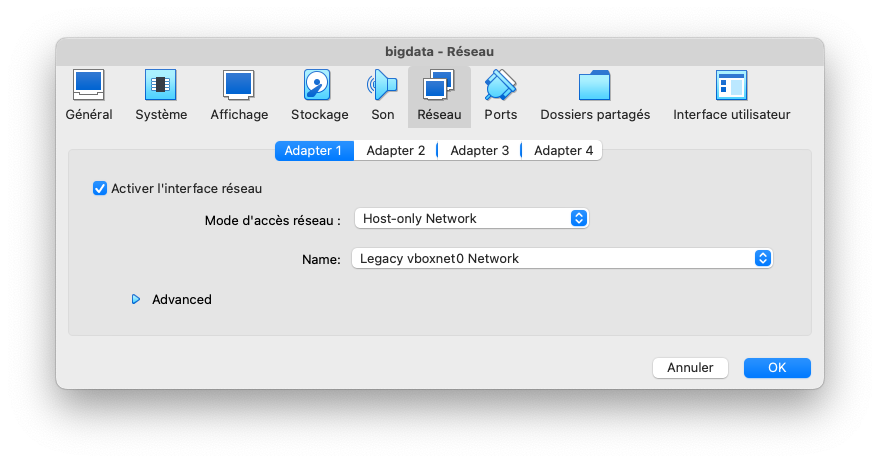 bigdata - Réseau
Général Système Affichage Stockage Son Réseau Ports Dossiers partagés Interface utilisateur
Adapter 1 Adapter 2 Adapter 3 Adapter 4
Activer l'interface réseau
Mode d'accès réseau : Host-only Network
Name: Legacy vboxnet0 Network
Advanced
Annuler OK